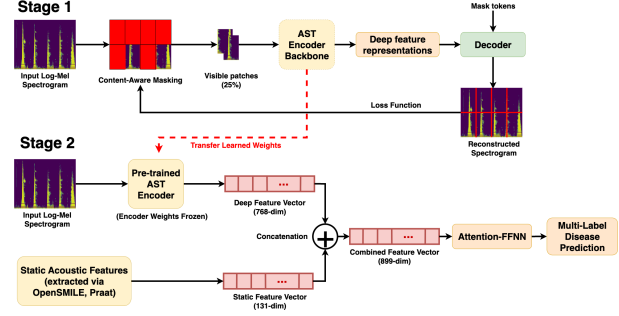 Stage 1
Mask tokens
AST
Encoder
Backbone
Deep feature
representations
Decoder
Input Log-Mel
Spectrogram
Content-Aware Masking
Visible patches
(25%)
Loss Function
Reconstructed
Spectrogram
Transfer Learned Weights
Stage 2
Pre-trained
AST
Encoder
...
Input Log-Mel
Spectrogram
(Encoder Weights Frozen)
Deep Feature Vector
(768-dim)
Concatenation
+
...
Combined Feature Vector
(899-dim)
Attention-FFNN
Multi-Label
Disease
Prediction
Static Acoustic Features
(extracted via
OpenSMILE, Praat)
...
Static Feature Vector
(131-dim)